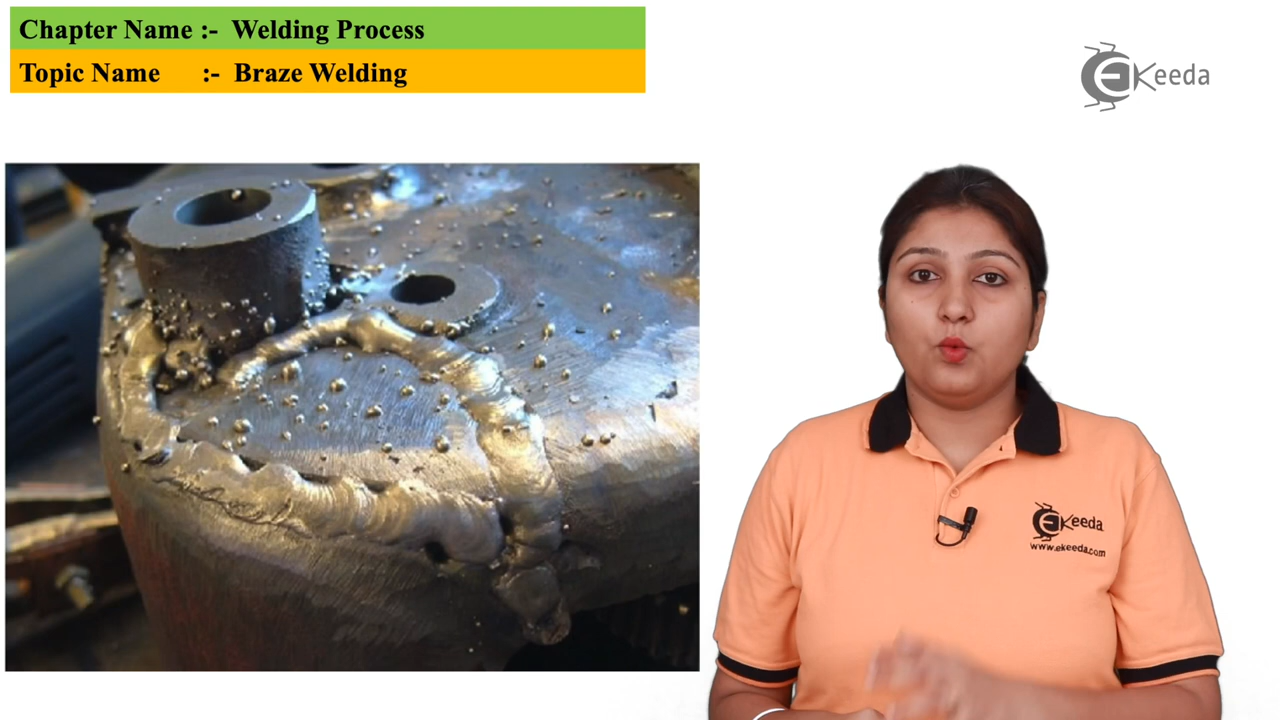 Chapter Name :- Welding Process
Topic Name :- Braze Welding
EKeeda
EKeeda
www.ekeeda.com